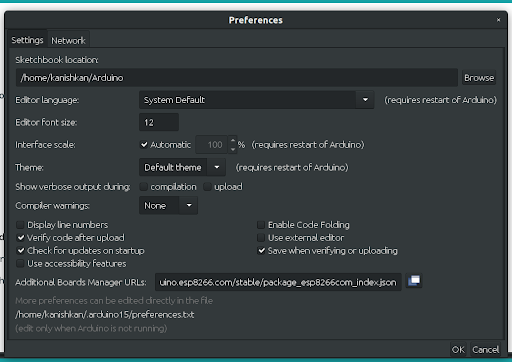 Preferences
Settings Network
Sketchbook location:
/home/kanishkan/Arduino Browse
Editor language: System Default (requires restart of Arduino)
Editor font size: 12
Interface scale: Automatic 100 % (requires restart of Arduino)
Theme: Default theme (requires restart of Arduino)
Show verbose output during: compilation upload
Compiler warnings: None
Display line numbers Enable Code Folding
Verify code after upload Use external editor
Check for updates on startup Save when verifying or uploading
Use accessibility features
Additional Boards Manager URLs: uino.esp8266.com/stable/package_esp8266com_index.json
More preferences can be edited directly in the file
/home/kanishkan/.arduino15/preferences.txt
(edit only when Arduino is not running)
OK Cancel